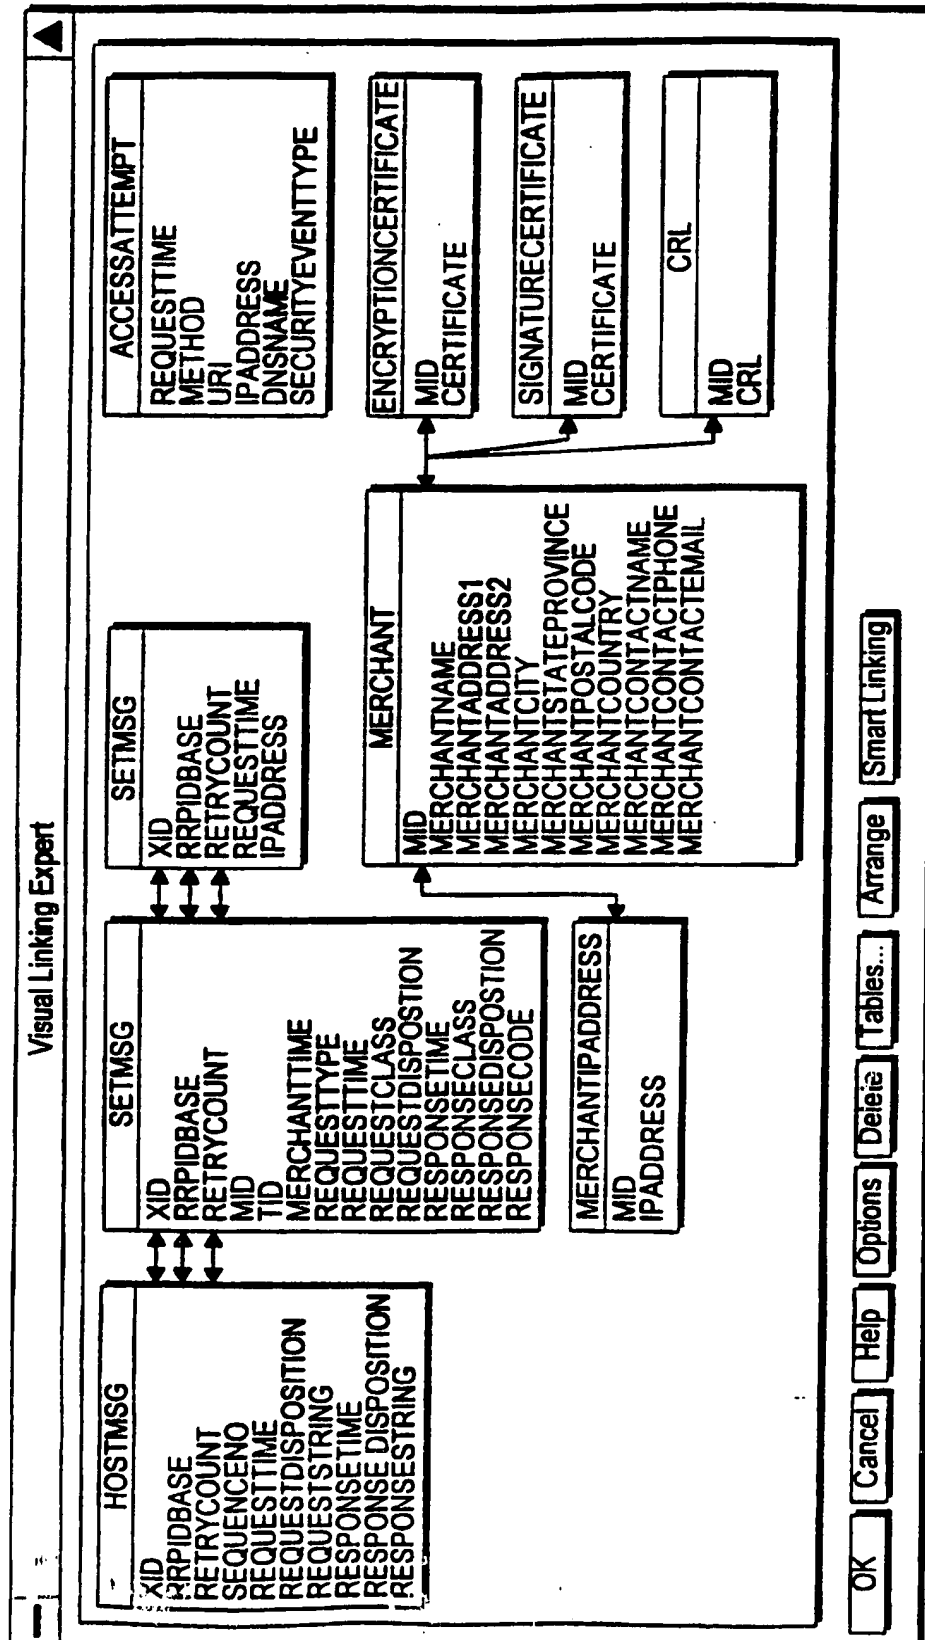 Visual Linking Expert
HOSTMSG
XID
RRPIDBASE
RETRYCOUNT
SEQUENCENO
REQUESTTIME
REQUESTDISPOSITION
REQUESTSTRING
RESPONSETIME
RESPONSE DISPOSITION
RESPONSESTRING
SETMSG
XID
RRPIDBASE
RETRYCOUNT
MID
TID
MERCHANTTIME
REQUESTTYPE
REQUESTTIME
REQUESTCLASS
REQUESTDISPOSTION
RESPONSETIME
RESPONSECLASS
RESPONSEDISPOSTION
RESPONSECODE
SETMSG
XID
RRPIDBASE
RETRYCOUNT
REQUESTTIME
IPADDRESS
ACCESSATTEMPT
REQUESTTIME
METHOD
URI
IPADDRESS
DNSNAME
SECURITYEVENTTYPE
MERCHANTIPADDRESS
MID
IPADDRESS
MERCHANT
MID
MERCHANTNAME
MERCHANTADDRESS1
MERCHANTADDRESS2
MERCHANTCITY
MERCHANTSTATEPROVINCE
MERCHANTPOSTALCODE
MERCHANTCOUNTRY
MERCHANTCONTACTNAME
MERCHANTCONTACTPHONE
MERCHANTCONTACTEMAIL
ENCRYPTIONCERTIFICATE
MID
CERTIFICATE
SIGNATURECERTIFICATE
MID
CERTIFICATE
CRL
MID
CRL
OK
Cancel
Help
Options
Delete
Tables...
Arrange
Smart Linking